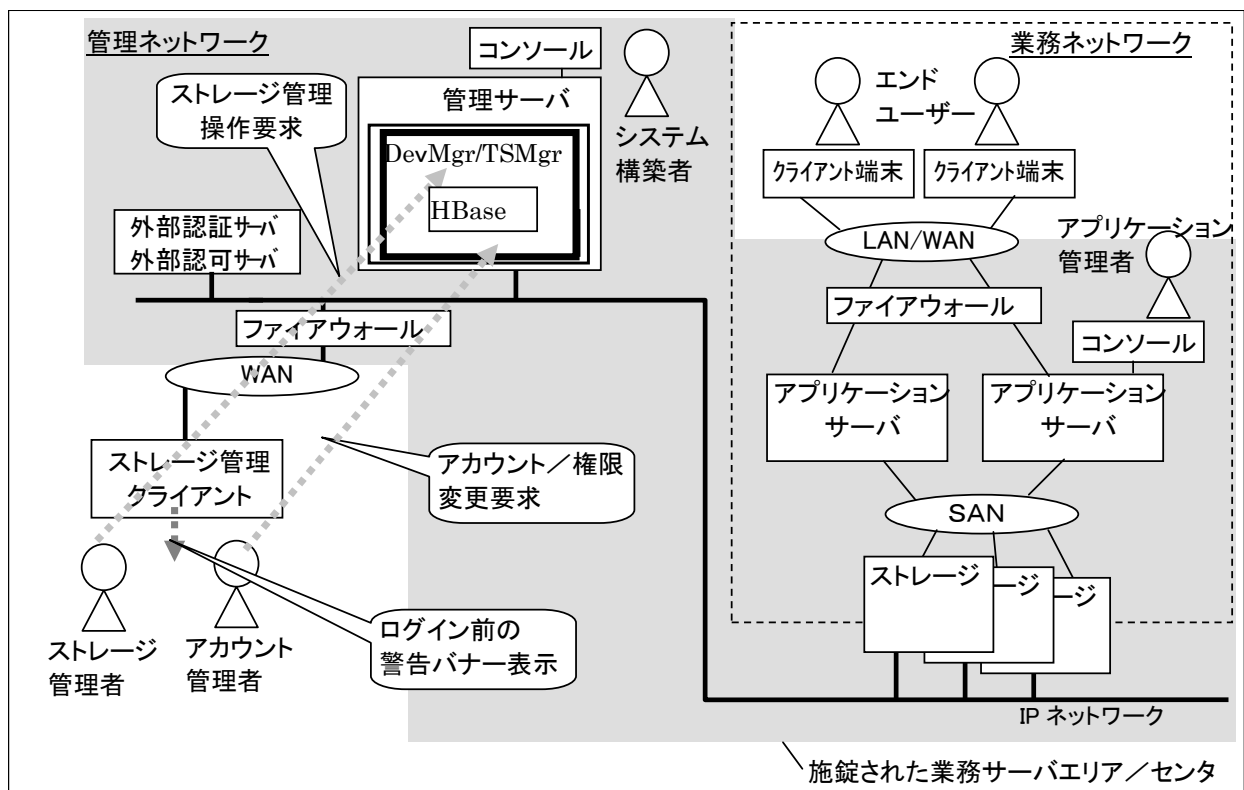 管理ネットワーク
コンソール
管理サーバ
システム
構築者
ストレージ管理
操作要求
DevMgr/TSMgr
HBase
外部認証サーバ
外部認可サーバ
ファイアウォール
WAN
ストレージ管理
クライアント
アカウント／権限
変更要求
ストレージ
管理者
アカウント
管理者
ログイン前の
警告バナー表示
業務ネットワーク
エンド
ユーザー
クライアント端末
クライアント端末
LAN/WAN
アプリケーション
管理者
ファイアウォール
コンソール
アプリケーション
サーバ
アプリケーション
サーバ
SAN
ストレージ
ージ
ージ
IP ネットワーク
施錠された業務サーバエリア／センタ